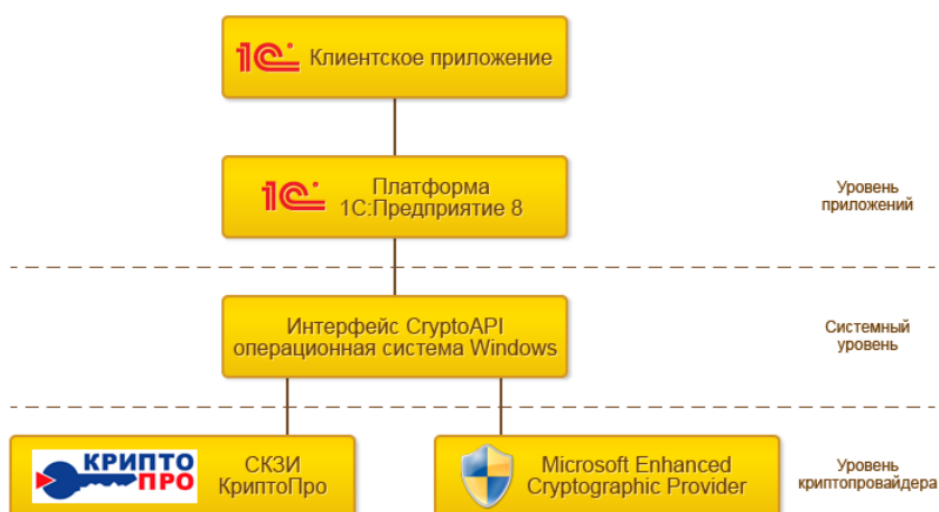 1С Клиентское приложение
1С Платформа
1С:Предприятие 8
Уровень
приложений
Интерфейс CryptoAPI
операционная система Windows
Системный
уровень
КРИПТО
ПРО
СКЗИ
КриптоПро
Microsoft Enhanced
Cryptographic Provider
Уровень
криптопровайдера